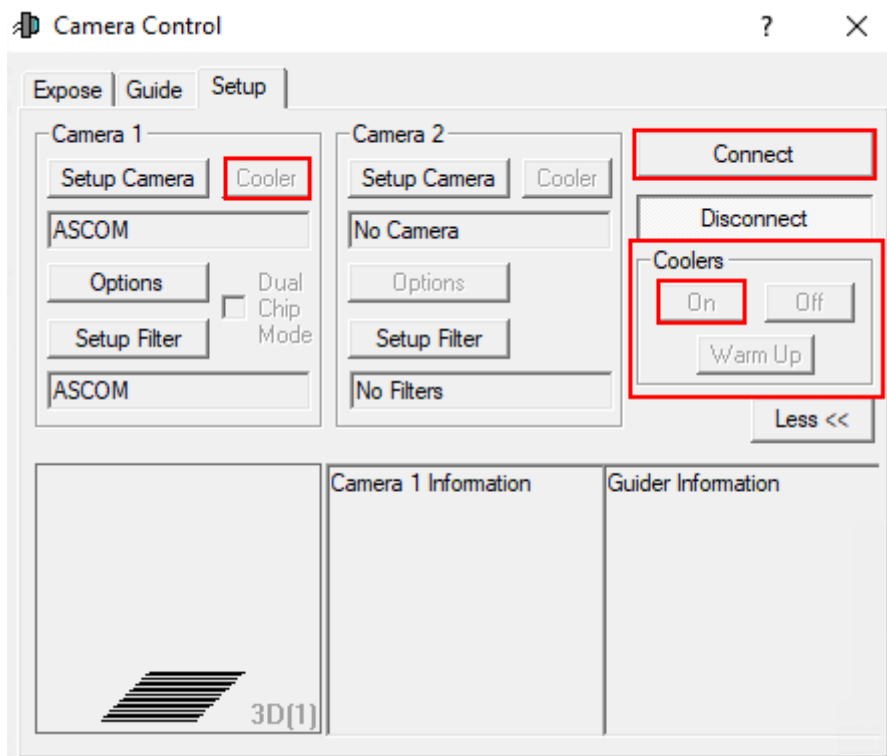 Camera Control ?
Expose Guide Setup
Camera 1
Setup Camera Cooler
ASCOM
Options
Dual
Chip
Mode
Setup Filter
ASCOM
Camera 2
Setup Camera Cooler
No Camera
Options
Setup Filter
No Filters
Connect
Disconnect
Coolers
On Off
Warm Up
Less <<
3D(1)
Camera 1 Information
Guider Information